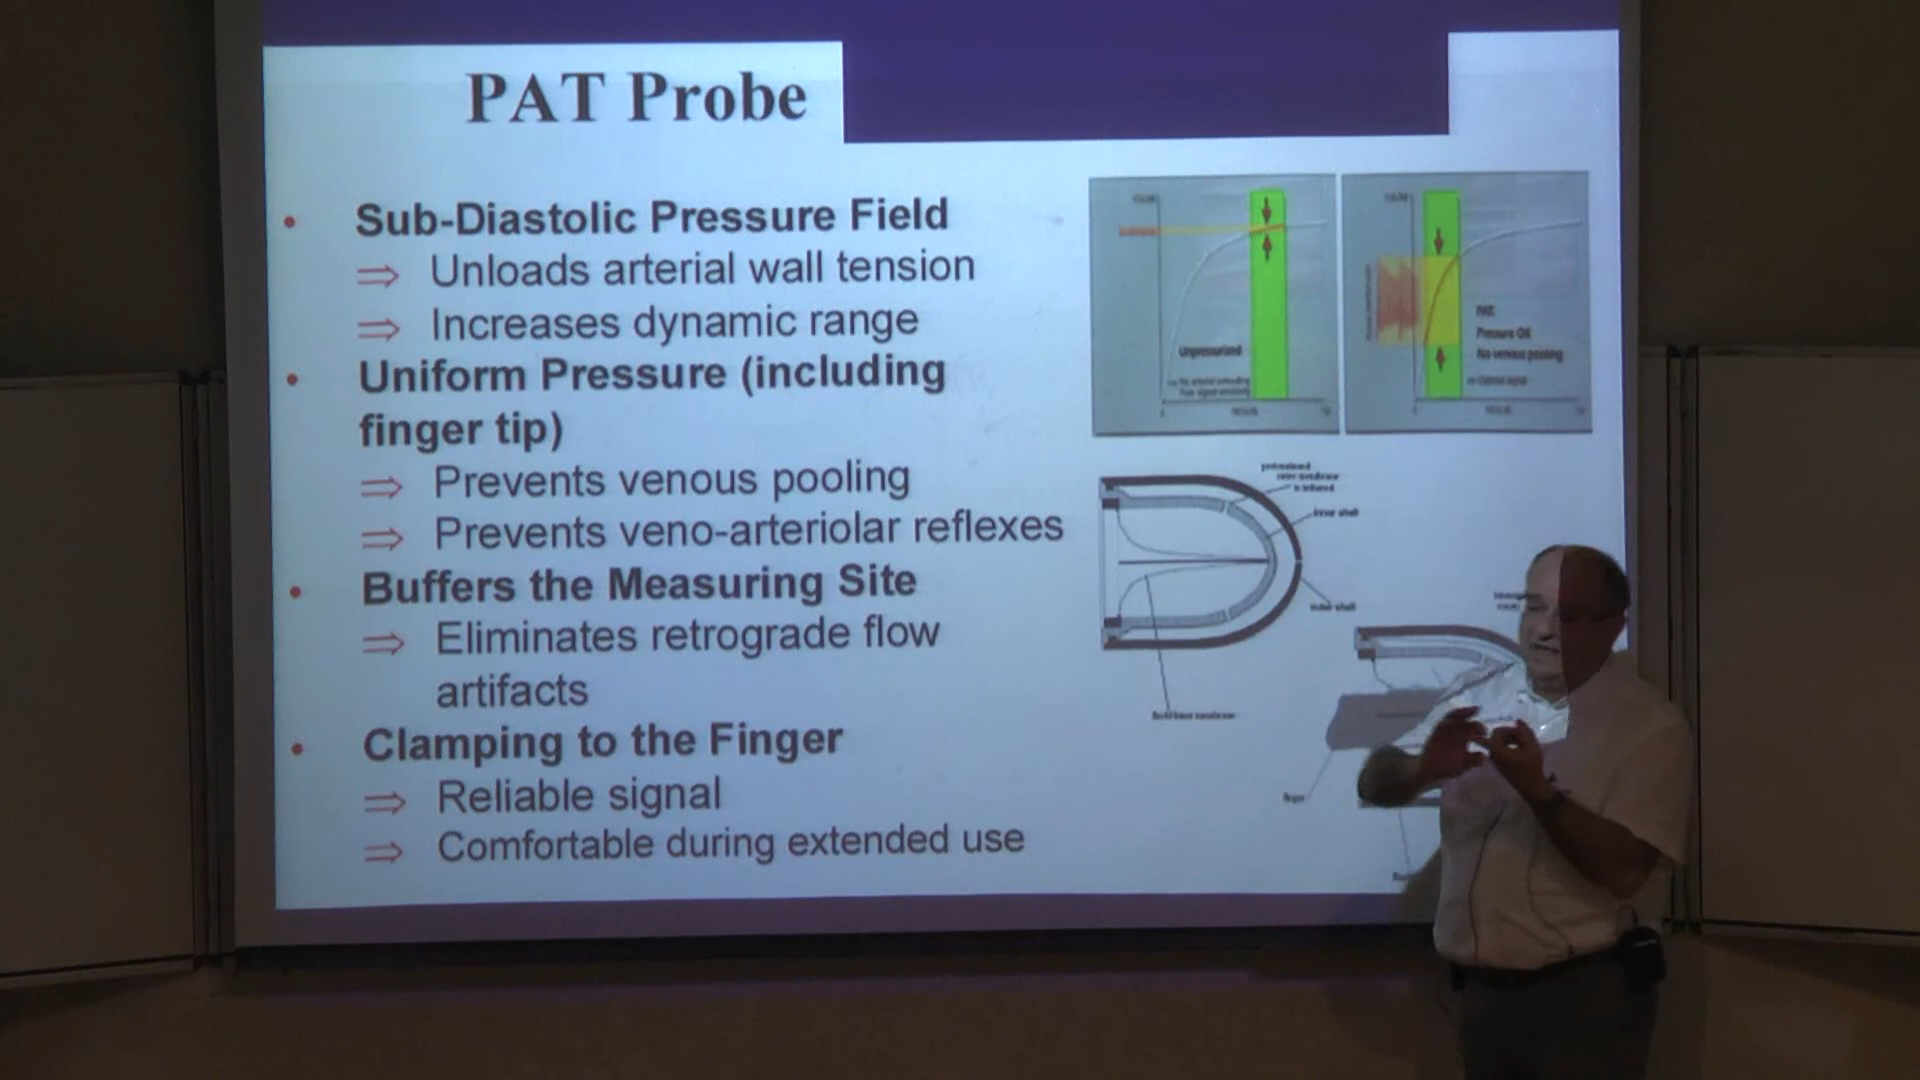 PAT Probe
• Sub-Diastolic Pressure Field
⇒ Unloads arterial wall tension
⇒ Increases dynamic range
• Uniform Pressure (including
finger tip)
⇒ Prevents venous pooling
⇒ Prevents veno-arteriolar reflexes
• Buffers the Measuring Site
⇒ Eliminates retrograde flow
artifacts
• Clamping to the Finger
⇒ Reliable signal
⇒ Comfortable during extended use
Unpressurized
PAT
Pressure ON
No venous pooling
inner shell
outer shell